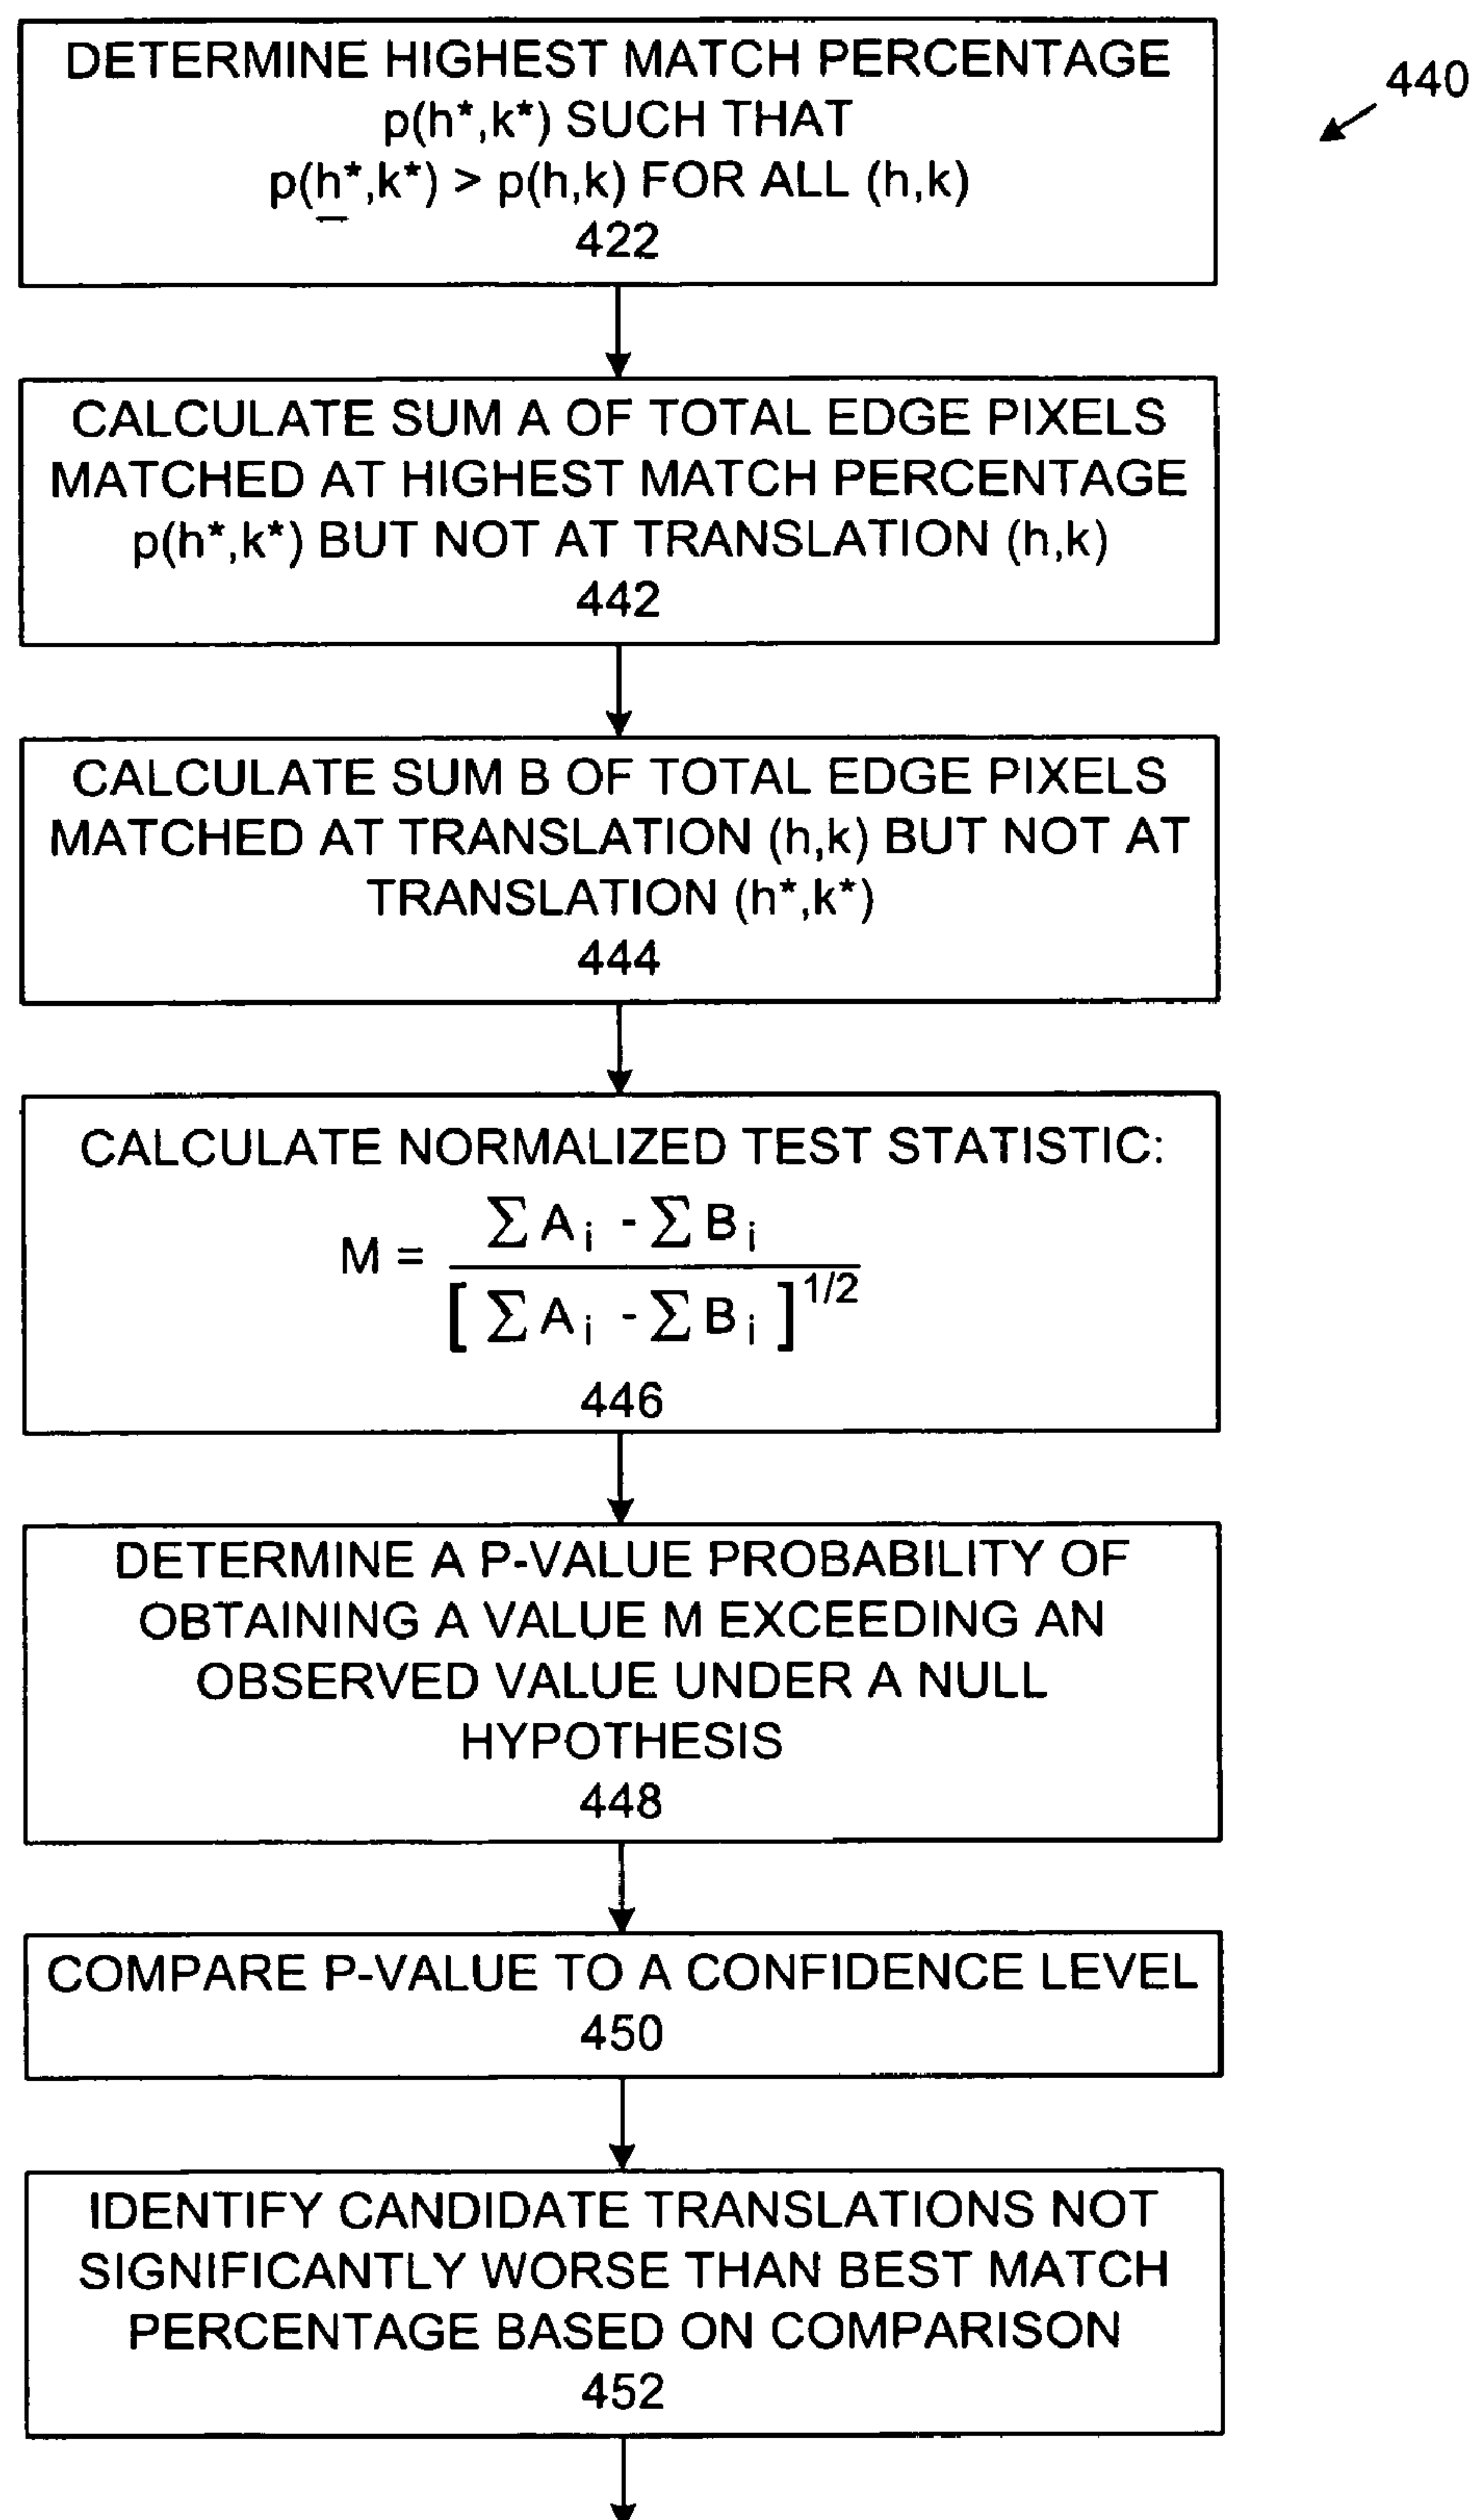 DETERMINE HIGHEST MATCH PERCENTAGE
p(h*,k*) SUCH THAT
p(h*,k*) > p(h,k) FOR ALL (h,k)
422
440
CALCULATE SUM A OF TOTAL EDGE PIXELS
MATCHED AT HIGHEST MATCH PERCENTAGE
p(h*,k*) BUT NOT AT TRANSLATION (h,k)
442
CALCULATE SUM B OF TOTAL EDGE PIXELS
MATCHED AT TRANSLATION (h,k) BUT NOT AT
TRANSLATION (h*,k*)
444
CALCULATE NORMALIZED TEST STATISTIC:
M = ∑ A i - ∑ B i
[ ∑ A i - ∑ B i ] 1/2
446
DETERMINE A P-VALUE PROBABILITY OF
OBTAINING A VALUE M EXCEEDING AN
OBSERVED VALUE UNDER A NULL
HYPOTHESIS
448
COMPARE P-VALUE TO A CONFIDENCE LEVEL
450
IDENTIFY CANDIDATE TRANSLATIONS NOT
SIGNIFICANTLY WORSE THAN BEST MATCH
PERCENTAGE BASED ON COMPARISON
452